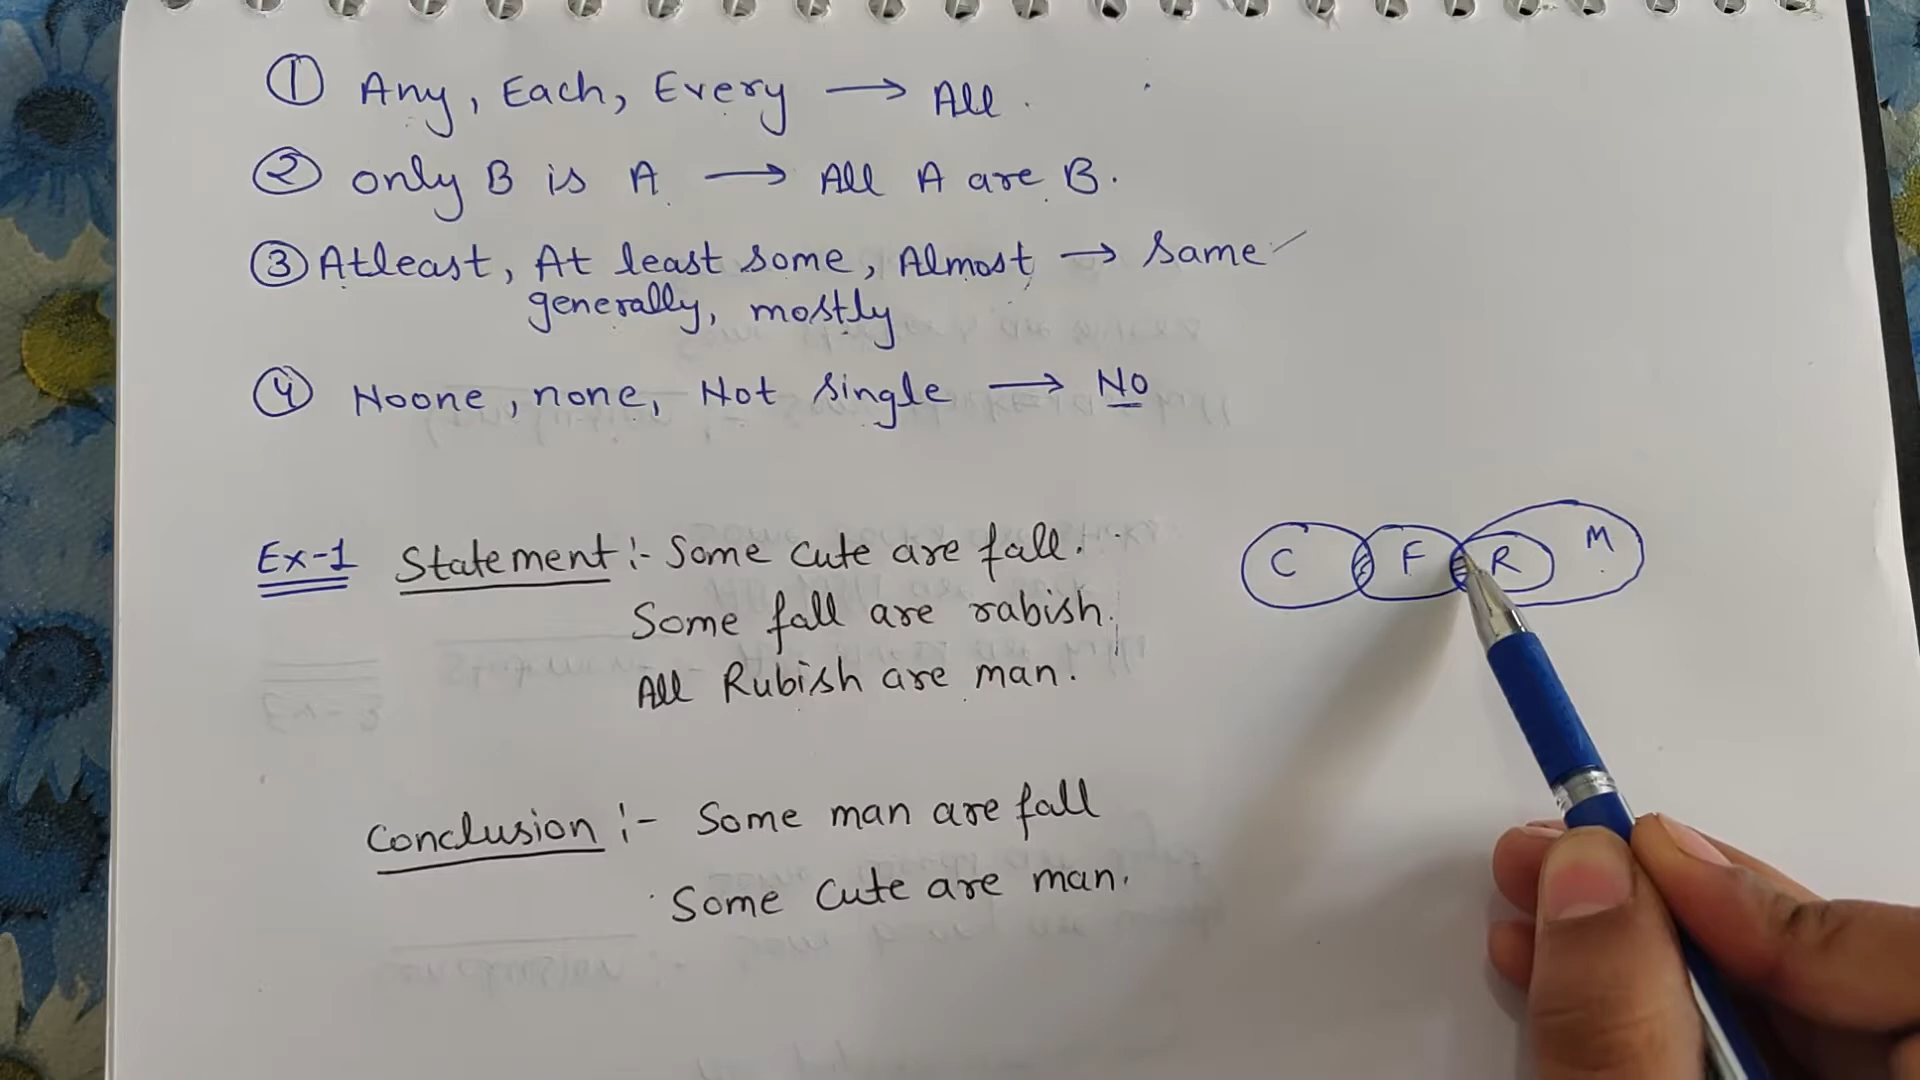 ① Any, Each, Every → All.
② only B is A → All A are B.
③ Atleast, At least some, Almost → Same
generally, mostly
④ Noone, none, Not single → No
Ex-1 Statement :- Some cute are fall.
Some fall are rabish.
All Rubish are man.
C F R M
Conclusion :- Some man are fall
Some cute are man.